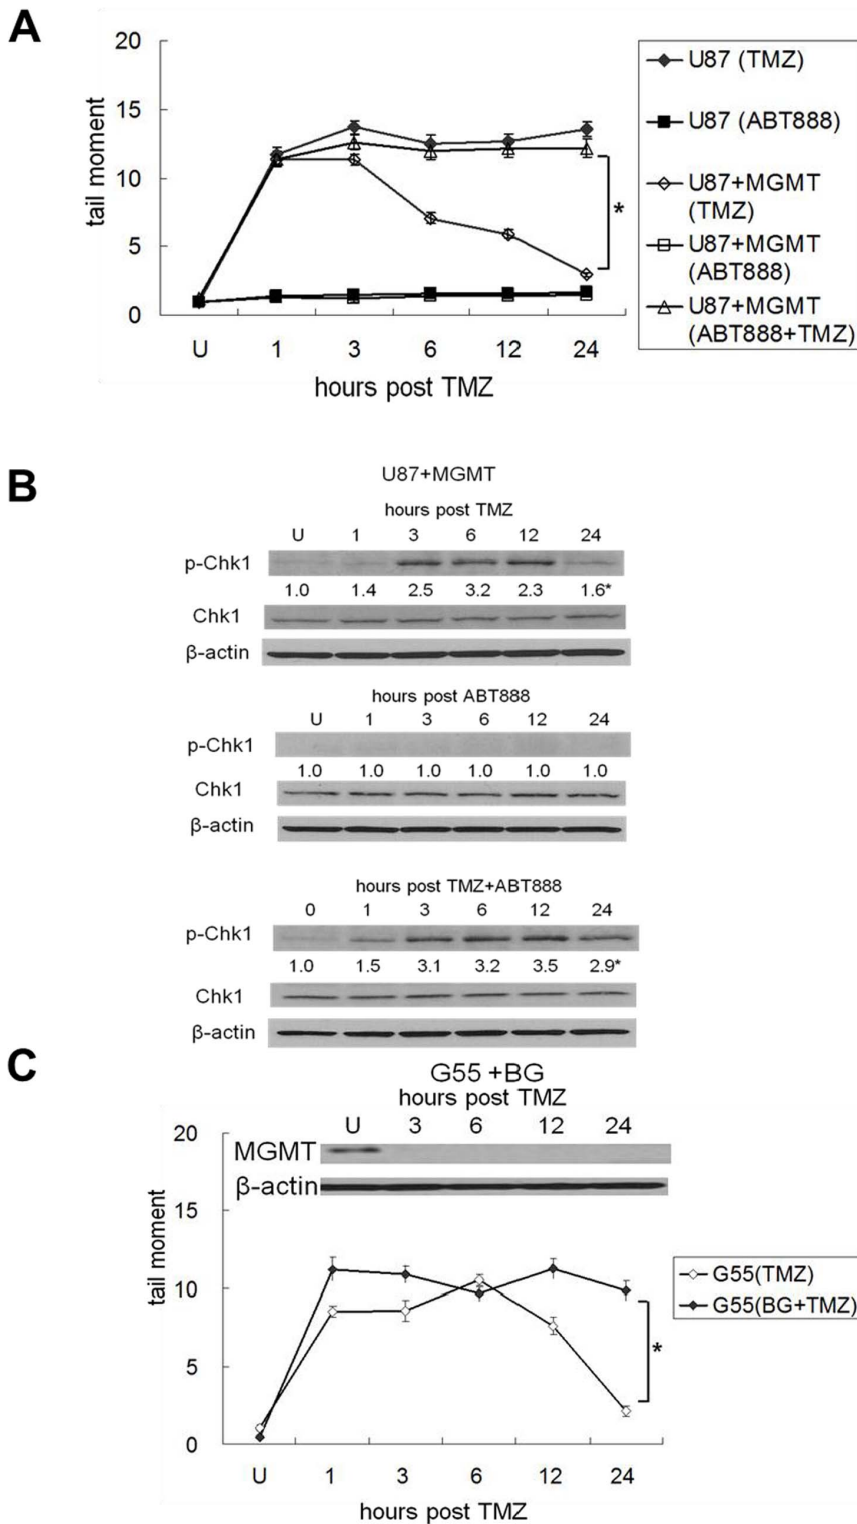 A
20
15
10
5
0
tail moment
U 1 3 6 12 24
hours post TMZ
U87 (TMZ)
U87 (ABT888)
U87+MGMT
(TMZ)
U87+MGMT
(ABT888)
U87+MGMT
(ABT888+TMZ)
*
B
U87+MGMT
hours post TMZ
U 1 3 6 12 24
p-Chk1
1.0 1.4 2.5 3.2 2.3 1.6*
Chk1
β-actin
hours post ABT888
U 1 3 6 12 24
p-Chk1
1.0 1.0 1.0 1.0 1.0 1.0
Chk1
β-actin
hours post TMZ+ABT888
0 1 3 6 12 24
p-Chk1
1.0 1.5 3.1 3.2 3.5 2.9*
Chk1
β-actin
C
G55 +BG
hours post TMZ
U 3 6 12 24
MGMT
β-actin
20
15
10
5
0
tail moment
U 1 3 6 12 24
hours post TMZ
G55(TMZ)
G55(BG+TMZ)
*